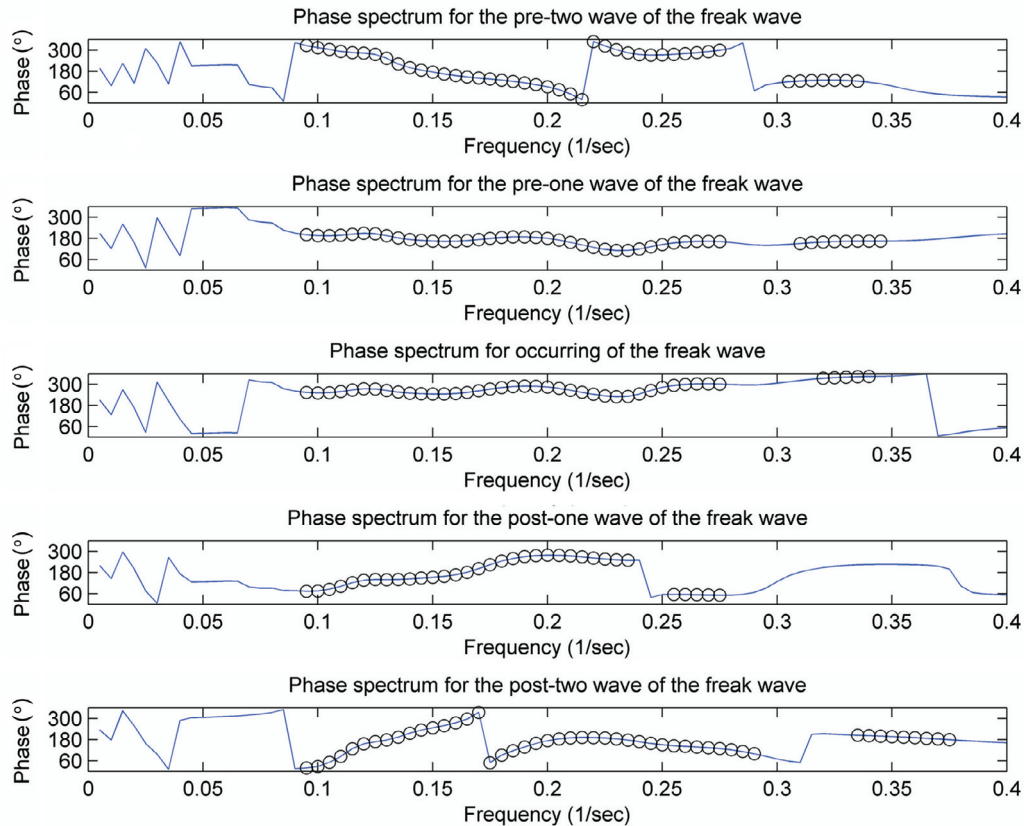 Phase spectrum for the pre-two wave of the freak wave
Phase (°)
300
180
60
0 0.05 0.1 0.15 0.2 0.25 0.3 0.35 0.4
Frequency (1/sec)
Phase spectrum for the pre-one wave of the freak wave
Phase (°)
300
180
60
0 0.05 0.1 0.15 0.2 0.25 0.3 0.35 0.4
Frequency (1/sec)
Phase spectrum for occurring of the freak wave
Phase (°)
300
180
60
0 0.05 0.1 0.15 0.2 0.25 0.3 0.35 0.4
Frequency (1/sec)
Phase spectrum for the post-one wave of the freak wave
Phase (°)
300
180
60
0 0.05 0.1 0.15 0.2 0.25 0.3 0.35 0.4
Frequency (1/sec)
Phase spectrum for the post-two wave of the freak wave
Phase (°)
300
180
60
0 0.05 0.1 0.15 0.2 0.25 0.3 0.35 0.4
Frequency (1/sec)